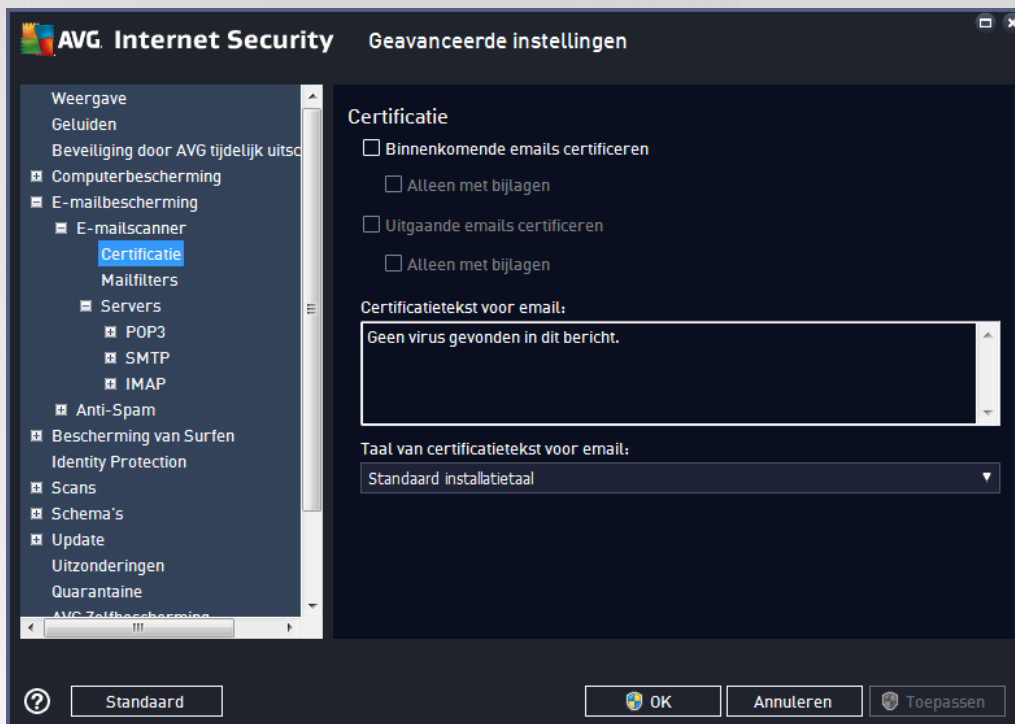 AVG. Internet Security
Geavanceerde instellingen
Weergave
Geluiden
Beveiliging door AVG tijdelijk uitsc
Computerbescherming
E-mailbescherming
E-mailscanner
Certificatie
Mailfilters
Servers
POP3
SMTP
IMAP
Anti-Spam
Bescherming van Surfen
Identity Protection
Scans
Schema's
Update
Uitzonderingen
Quarantaine
AVG Zelfbescherming
Certificatie
Binnenkomende emails certificeren
Alleen met bijlagen
Uitgaande emails certificeren
Alleen met bijlagen
Certificatietekst voor email:
Geen virus gevonden in dit bericht.
Taal van certificatietekst voor email:
Standaard installatietaal
Standaard
OK
Annuleren
Toepassen